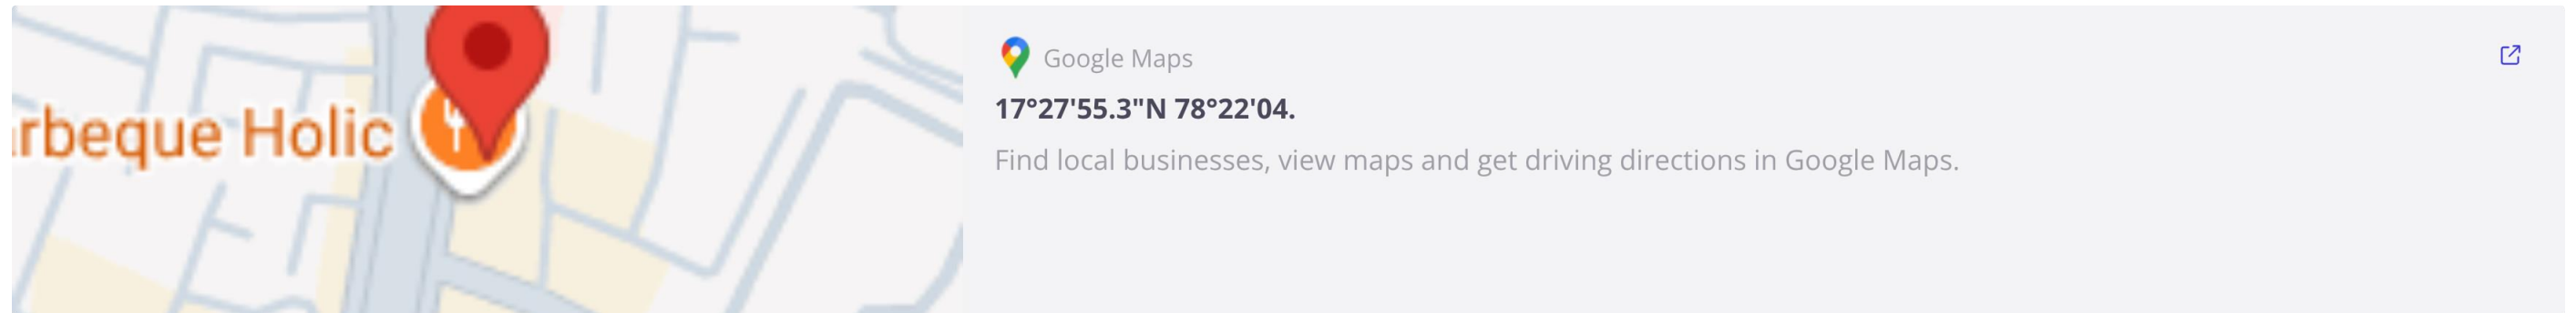 rbeque Holic
Google Maps
17°27'55.3"N 78°22'04.
Find local businesses, view maps and get driving directions in Google Maps.